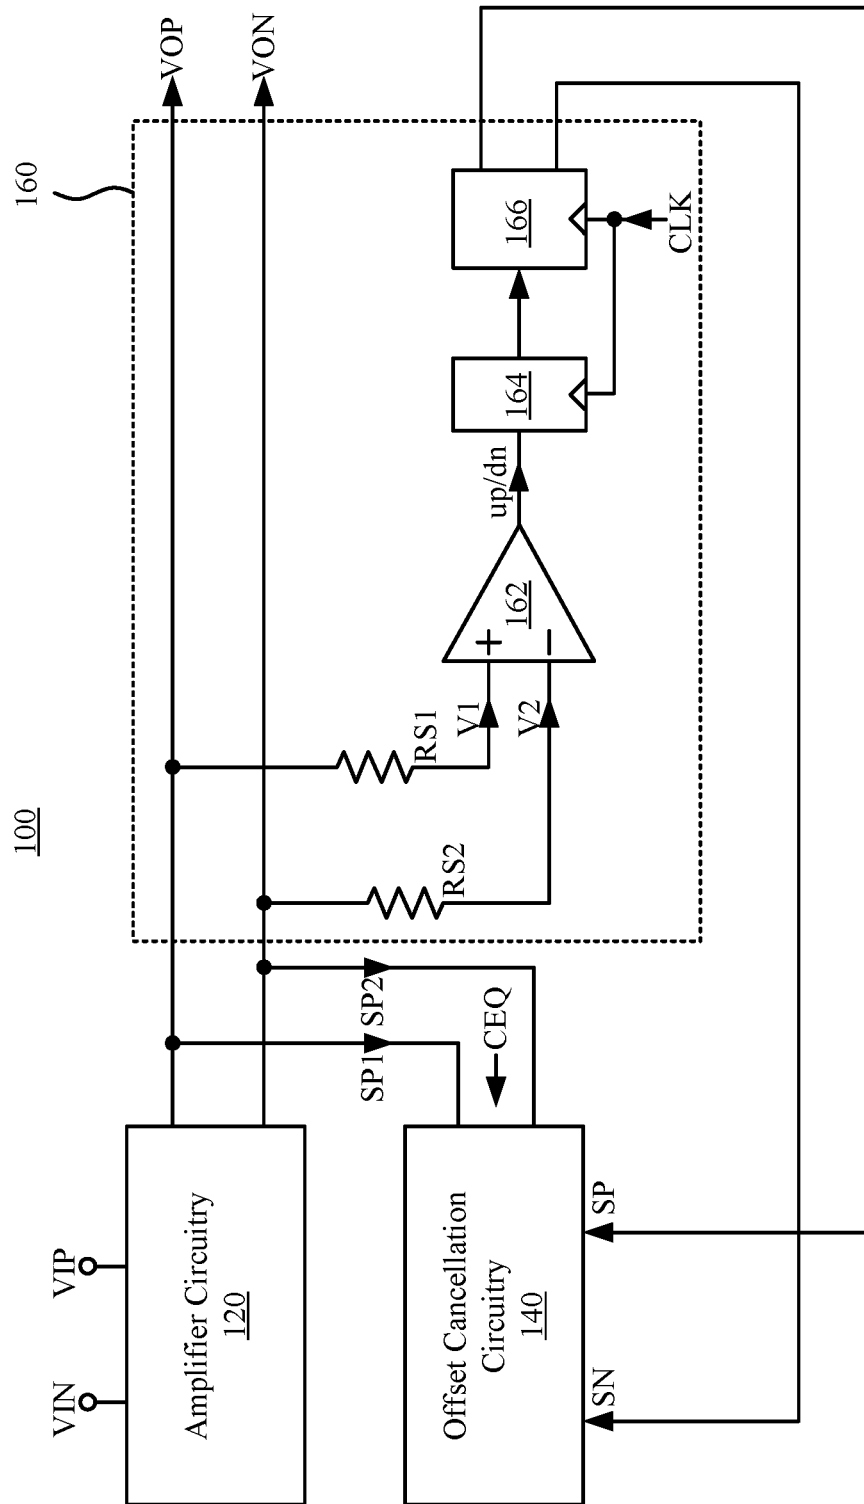 100
160
VOP
VON
VIN
VIP
Amplifier Circuitry
120
SP1
SP2
CEQ
Offset Cancellation
Circuitry
140
SN
SP
RS2
RS1
V1
V2
162
up/dn
164
166
CLK